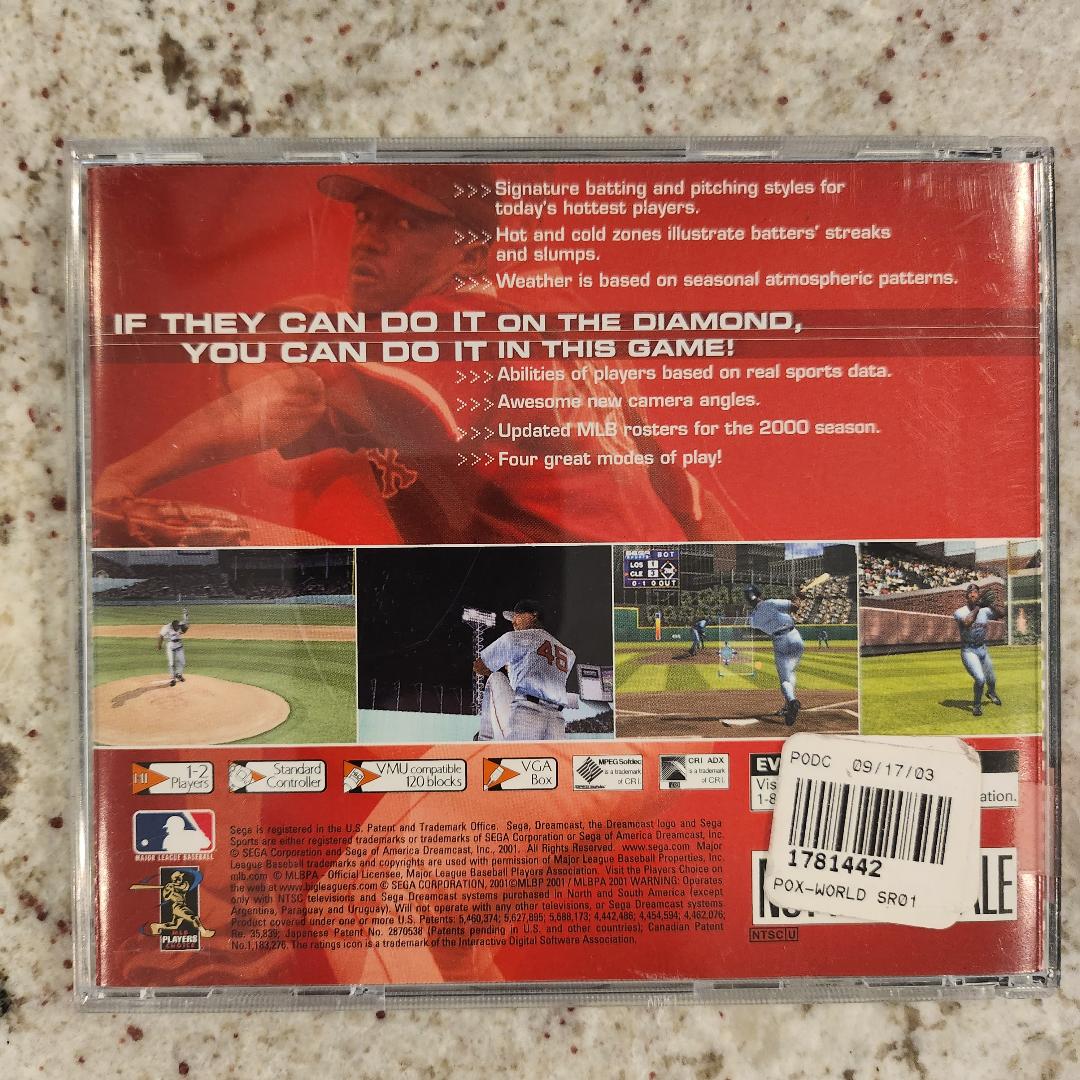 >>>Signature batting and pitching styles for
today's hottest players.
>>>Hot and cold zones illustrate batters' streaks
and slumps.
>>>Weather is based on seasonal atmospheric patterns.
IF THEY CAN DO IT ON THE DIAMOND,
YOU CAN DO IT IN THIS GAME!
>>>Abilities of players based on real sports data.
>>>Awesome new camera angles.
>>>Updated MLB rosters for the 2000 season.
>>>Four great modes of play!
45
BOT
LOS 1
CLE 3
0-1 0 OUT
1-2
Players
Standard
Controller
VMU compatible
120 blocks
VGA
Box
MPEG Sofdec
is a trademark
of CRI.
CRI ADX
is a trademark
of CRI.
EV
Vis
1-8
ation.
PODC 09/17/03
1781442
POX-WORLD SR01
ALE
NTSC U
MAJOR LEAGUE BASEBALL
MLB
PLAYERS
CHOICE
Sega is registered in the U.S. Patent and Trademark Office. Sega, Dreamcast, the Dreamcast logo and Sega
Sports are either registered trademarks or trademarks of SEGA Corporation or Sega of America Dreamcast, Inc.
© SEGA Corporation and Sega of America Dreamcast, Inc., 2001. All Rights Reserved. www.sega.com Major
League Baseball trademarks and copyrights are used with permission of Major League Baseball Properties, Inc.
mlb.com © MLBPA - Official Licensee, Major League Baseball Players Association. Visit the Players Choice on
the web at www.bigleaguers.com © SEGA CORPORATION, 2001©MLBP 2001 / MLBPA 2001 WARNING: Operates
only with NTSC televisions and Sega Dreamcast systems purchased in North and South America (except
Argentina, Paraguay and Uruguay). Will not operate with any other televisions, or Sega Dreamcast systems
Product covered under one or more U.S. Patents: 5,460,374; 5,627,895; 5,688,173; 4,442,486; 4,454,594; 4,462,076;
Re. 35,839; Japanese Patent No. 2870538 (Patents pending in U.S. and other countries); Canadian Patent
No.1,183,276. The ratings icon is a trademark of the Interactive Digital Software Association.